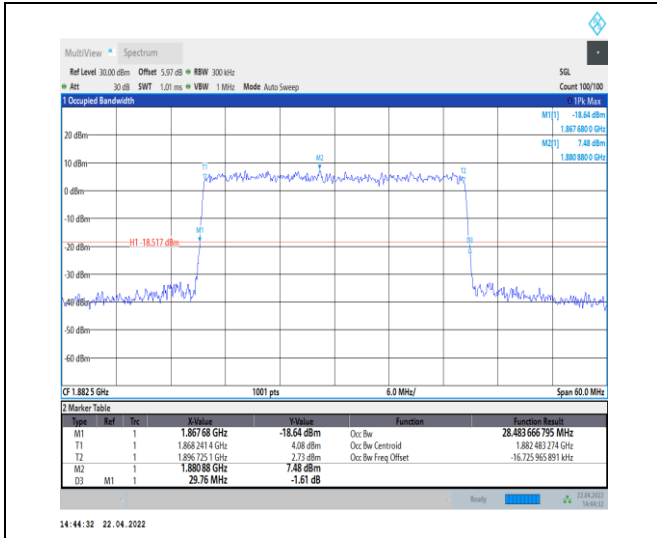 MultiView Spectrum
Ref Level 30.00 dBm Offset 5.97 dB RBW 300 kHz SGL
Att 30 dB SWT 1.01 ms VBW 1 MHz Mode Auto Sweep Count 100/100
1 Occupied Bandwidth 1Pk Max
M1[1] -18.64 dBm
1.867 680 0 GHz
M2[1] 7.48 dBm
1.880 880 0 GHz
20 dBm
M2
T1
T2
10 dBm
0 dBm
-10 dBm
M1
H1 -18.517 dBm
D3
-20 dBm
-30 dBm
-40 dBm
-50 dBm
-60 dBm
CF 1.882 5 GHz 1001 pts 6.0 MHz/ Span 60.0 MHz
2 Marker Table
Type Ref Trc X-Value Y-Value Function Function Result
M1 1 1.867 68 GHz -18.64 dBm Occ Bw 28.483 666 795 MHz
T1 1 1.868 241 4 GHz 4.08 dBm Occ Bw Centroid 1.882 483 274 GHz
T2 1 1.896 725 1 GHz 2.73 dBm Occ Bw Freq Offset -16.725 965 891 kHz
M2 1 1.880 88 GHz 7.48 dBm
D3 M1 1 29.76 MHz -1.61 dB
Ready 22.04.2022
14:44:32
14:44:32 22.04.2022